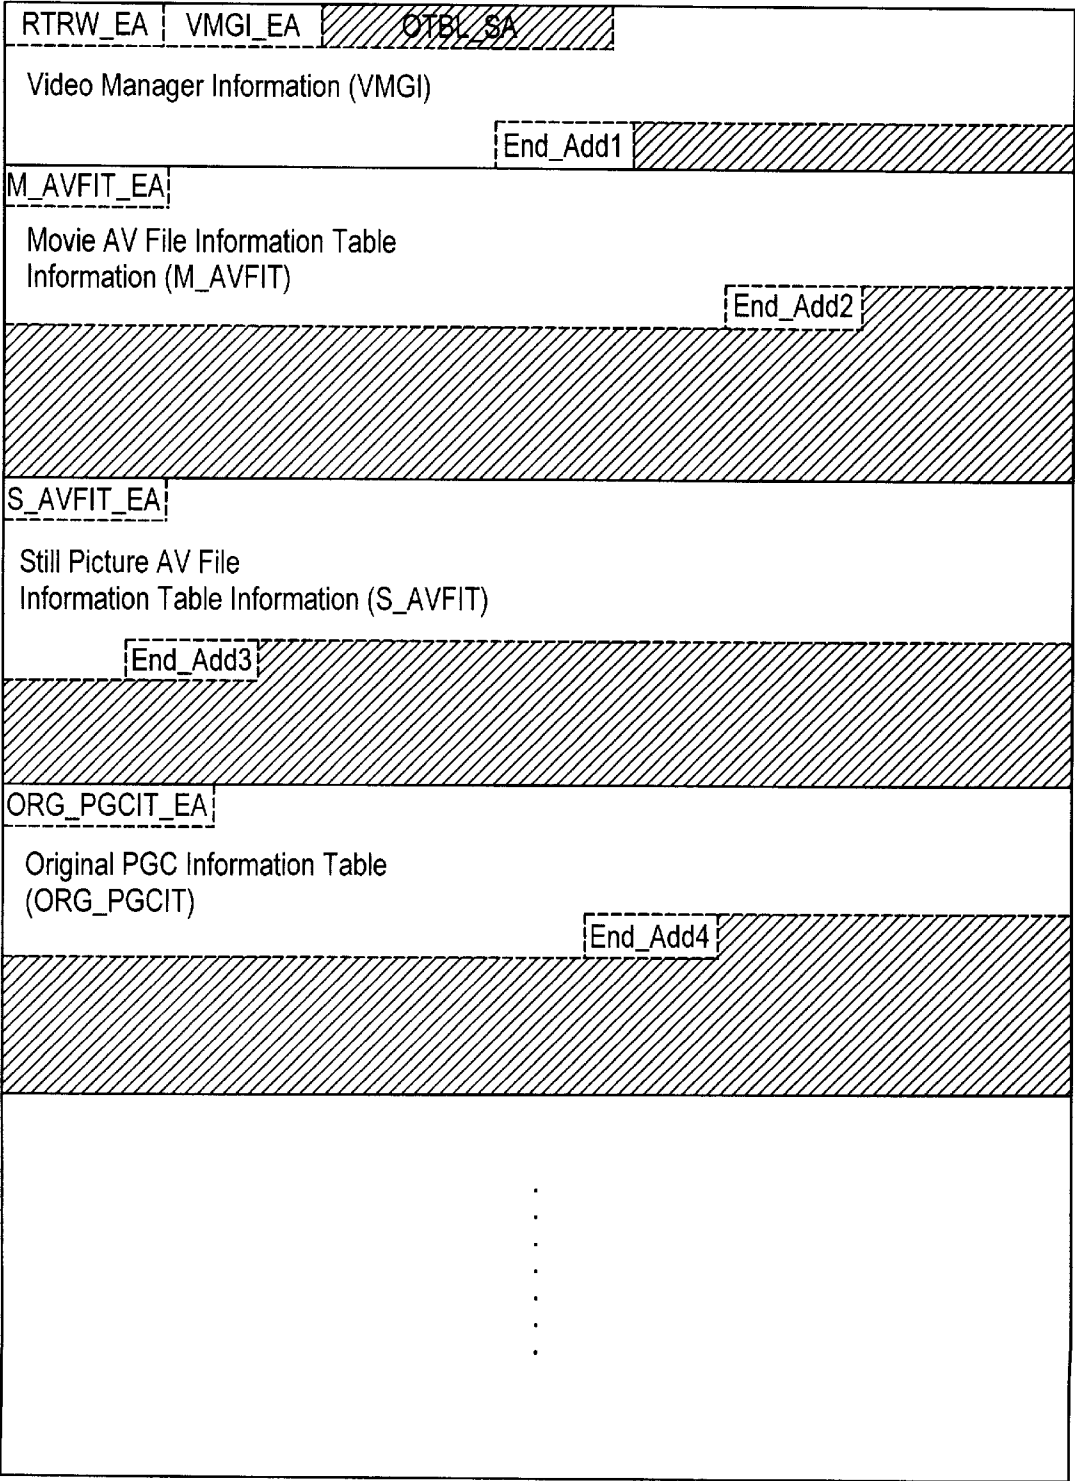 RTRW_EA VMGI_EA OTBL_SA
Video Manager Information (VMGI)
End_Add1
M_AVFIT_EA
Movie AV File Information Table
Information (M_AVFIT)
End_Add2
S_AVFIT_EA
Still Picture AV File
Information Table Information (S_AVFIT)
End_Add3
ORG_PGCIT_EA
Original PGC Information Table
(ORG_PGCIT)
End_Add4